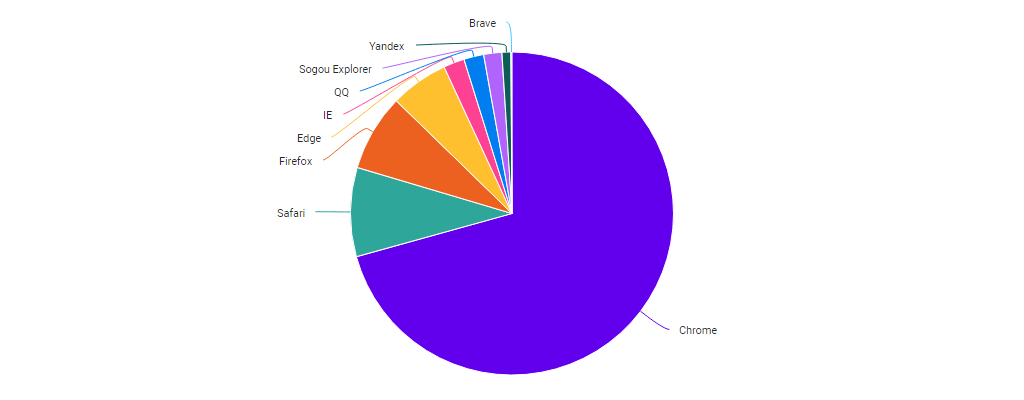 Brave
Yandex
Sogou Explorer
QQ
IE
Edge
Firefox
Safari
Chrome